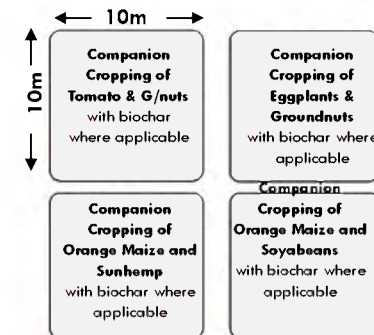 10m
10m
Companion
Cropping of
Tomato & G/nuts
with biochar
where applicable
Companion
Cropping of
Eggplants &
Groundnuts
with biochar where
applicable
Companion
Cropping of
Orange Maize and
Sunhemp
with biochar where
applicable
Companion
Cropping of
Orange Maize and
Soyabeans
with biochar where
applicable